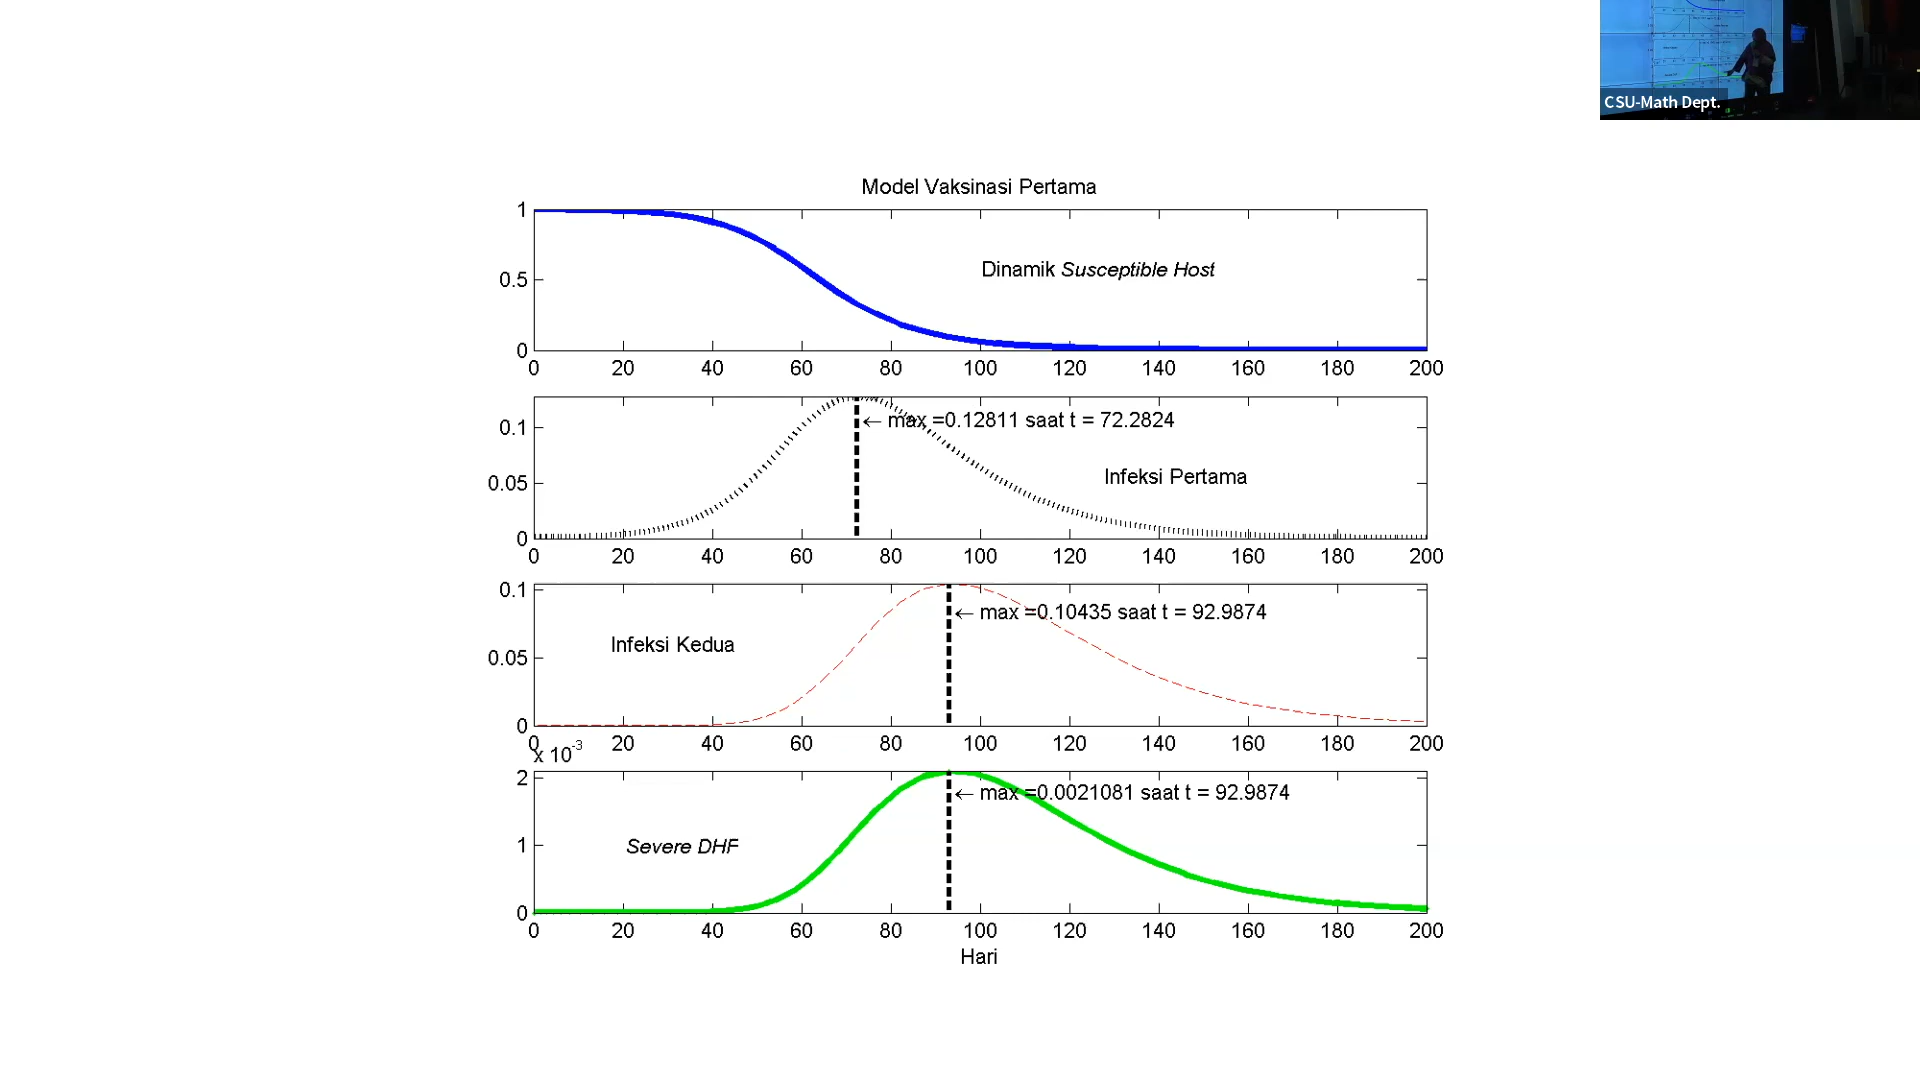 CSU-Math Dept.
Model Vaksinasi Pertama
1
0.5
0
Dinamik Susceptible Host
0 20 40 60 80 100 120 140 160 180 200
0.1
0.05
0
← max =0.12811 saat t = 72.2824
Infeksi Pertama
0 20 40 60 80 100 120 140 160 180 200
0.1
0.05
0
← max =0.10435 saat t = 92.9874
Infeksi Kedua
0 20 40 60 80 100 120 140 160 180 200
x 10⁻³
2
1
0
← max =0.0021081 saat t = 92.9874
Severe DHF
0 20 40 60 80 100 120 140 160 180 200
Hari